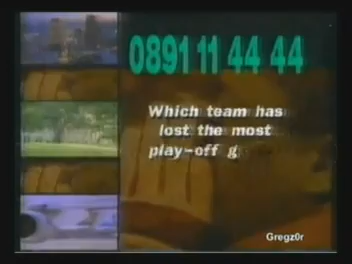 0891 11 44 44
Which team has
lost the most
play-off g
Gregz0r